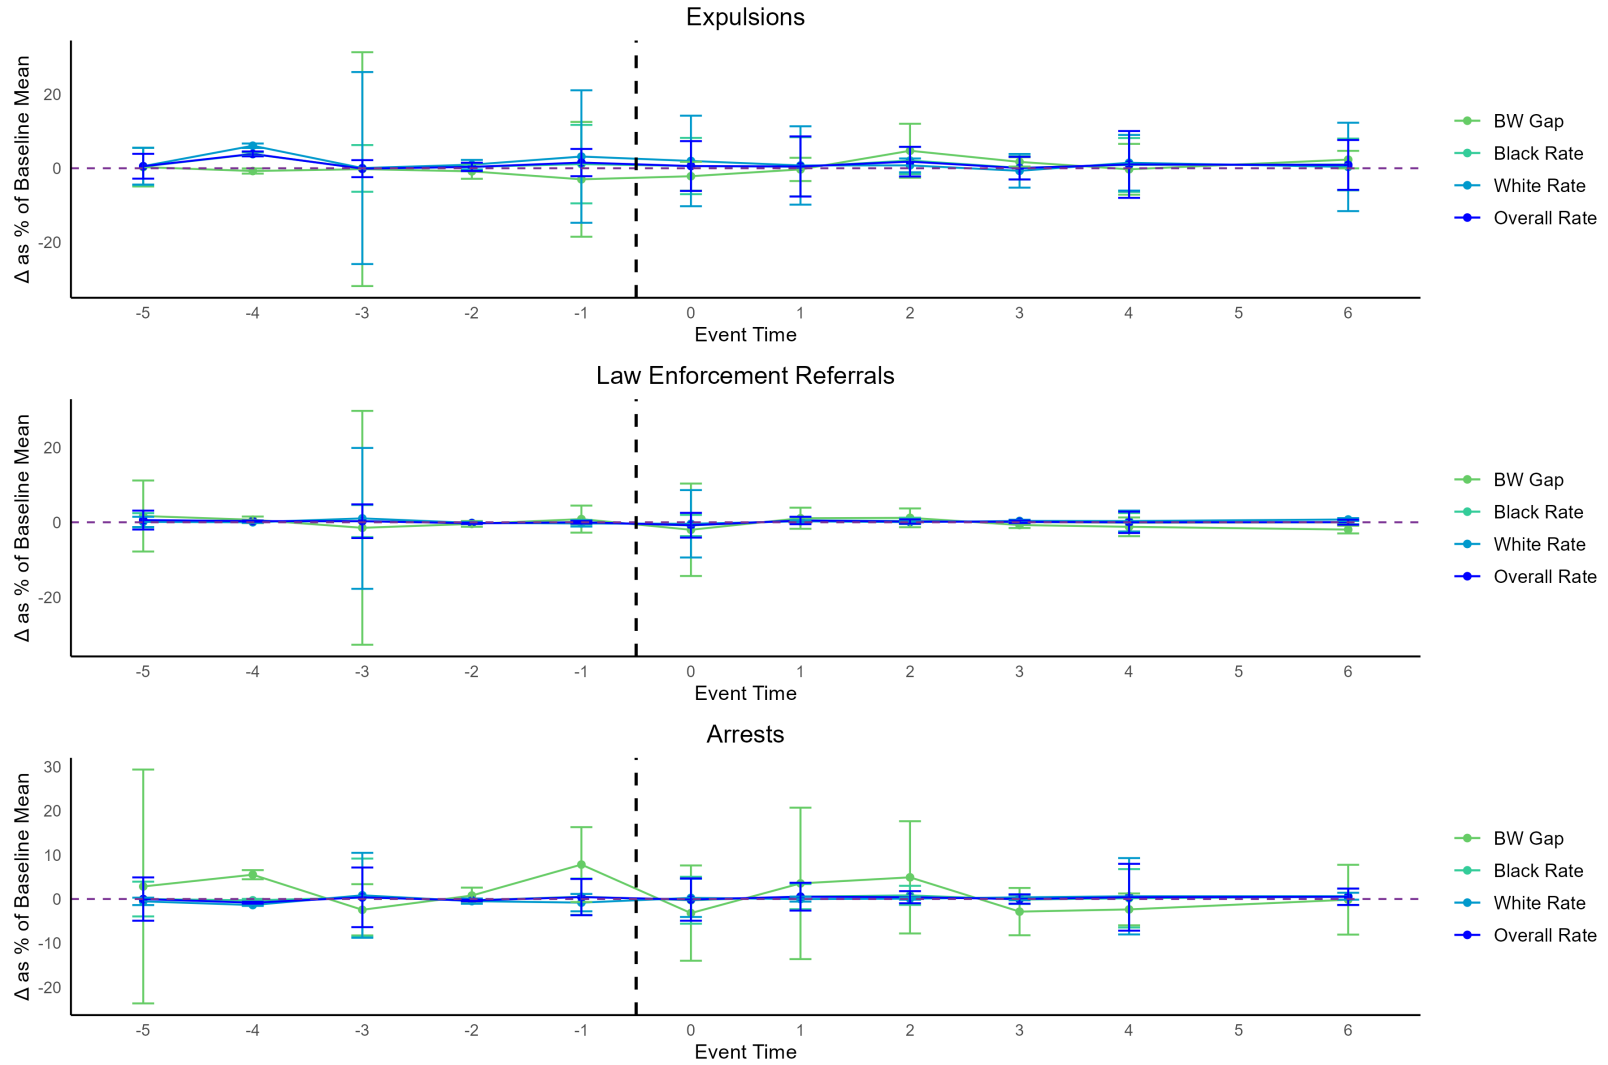 Expulsions
Δ as % of Baseline Mean
20
0
-20
-5 -4 -3 -2 -1 0 1 2 3 4 5 6
Event Time
BW Gap
Black Rate
White Rate
Overall Rate
Law Enforcement Referrals
Δ as % of Baseline Mean
20
0
-20
-5 -4 -3 -2 -1 0 1 2 3 4 5 6
Event Time
BW Gap
Black Rate
White Rate
Overall Rate
Arrests
Δ as % of Baseline Mean
30
20
10
0
-10
-20
-5 -4 -3 -2 -1 0 1 2 3 4 5 6
Event Time
BW Gap
Black Rate
White Rate
Overall Rate